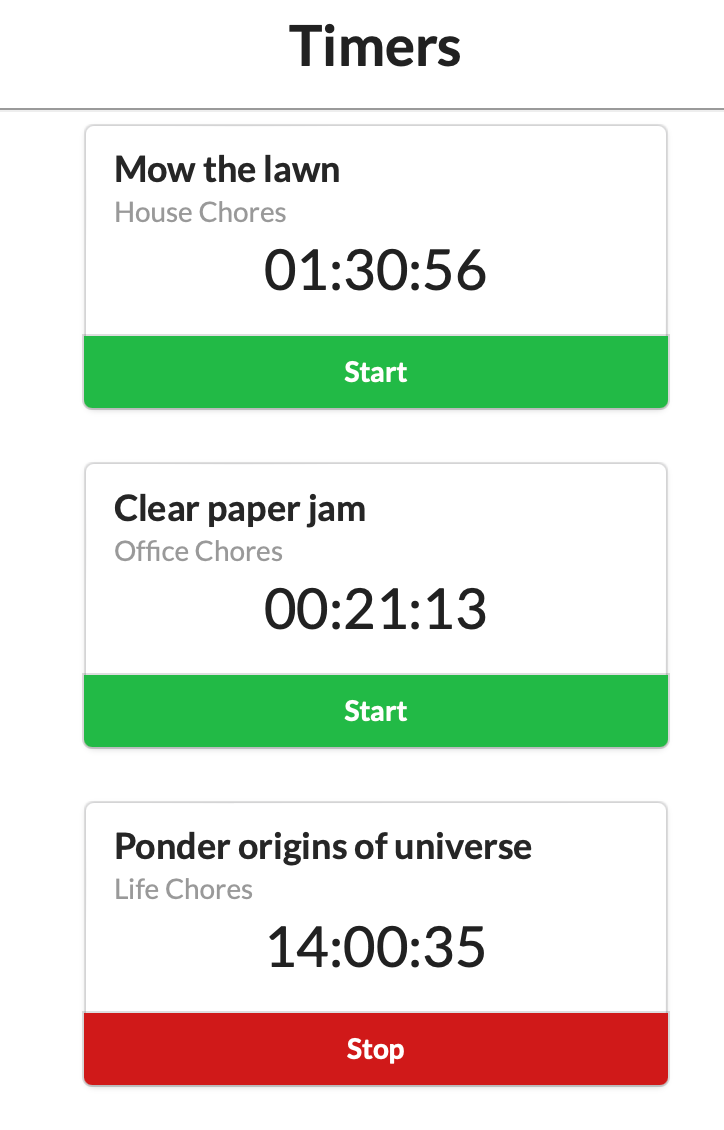 Timers
Mow the lawn
House Chores
01:30:56
Start
Clear paper jam
Office Chores
00:21:13
Start
Ponder origins of universe
Life Chores
14:00:35
Stop